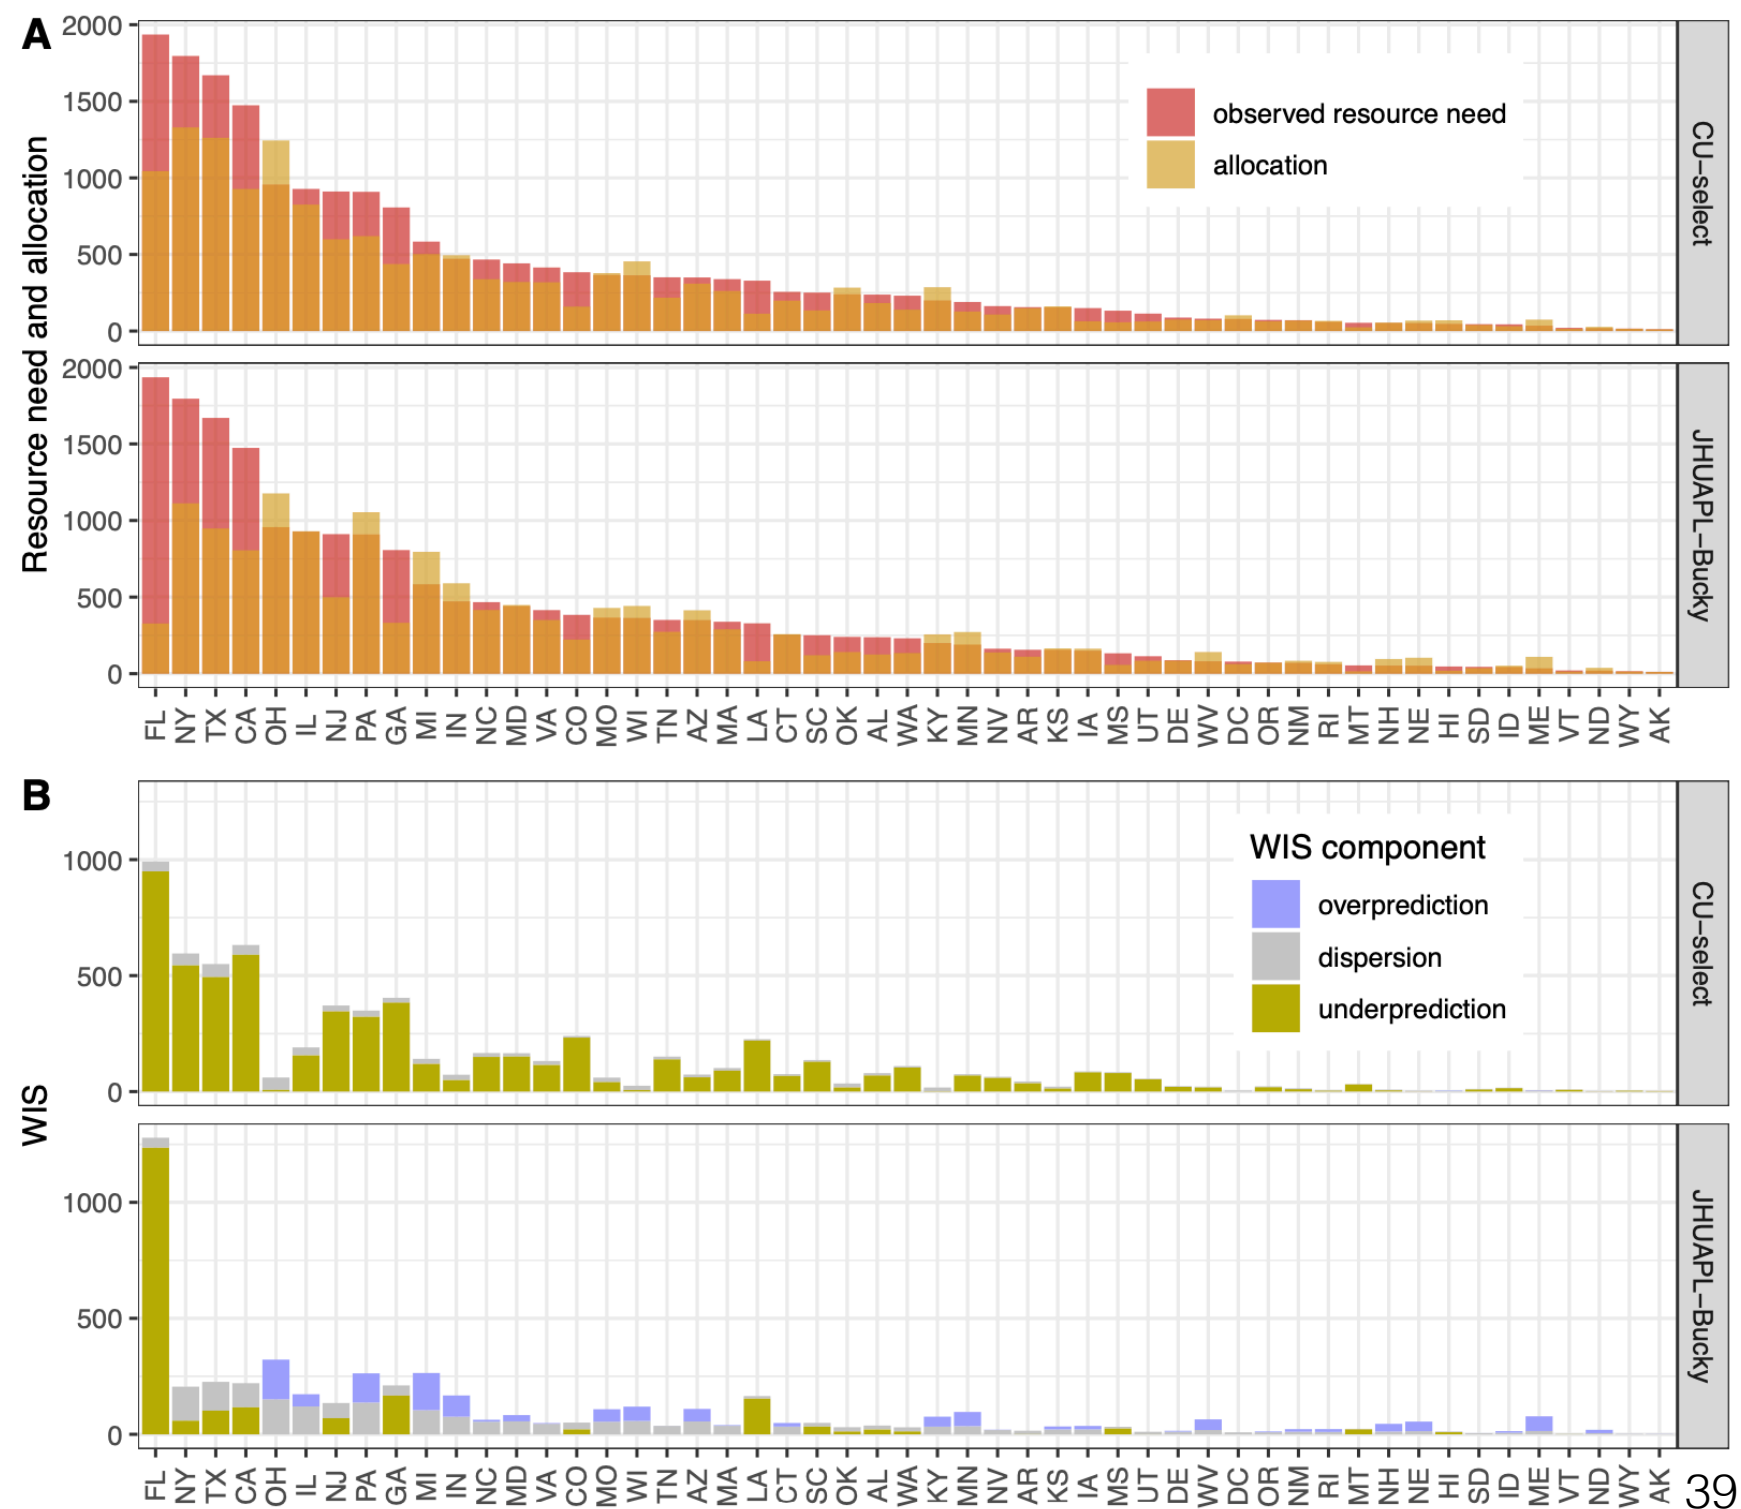 A
Resource need and allocation
2000
1500
1000
500
0
observed resource need
allocation
CU-select
2000
1500
1000
500
0
JHUAPL-Bucky
FL NY TX CA OH IL NJ PA GA MI IN NC MD VA CO MO WI TN AZ MA LA CT SC OK AL WA KY MN NV AR KS IA MS UT DE WV DC OR NM RI MT NH NE HI SD ID ME VT ND WY AK
B
WIS
1000
500
0
WIS component
overprediction
dispersion
underprediction
CU-select
1000
500
0
JHUAPL-Bucky
FL NY TX CA OH IL NJ PA GA MI IN NC MD VA CO MO WI TN AZ MA LA CT SC OK AL WA KY MN NV AR KS IA MS UT DE WV DC OR NM RI MT NH NE HI SD ID ME VT ND WY AK
39